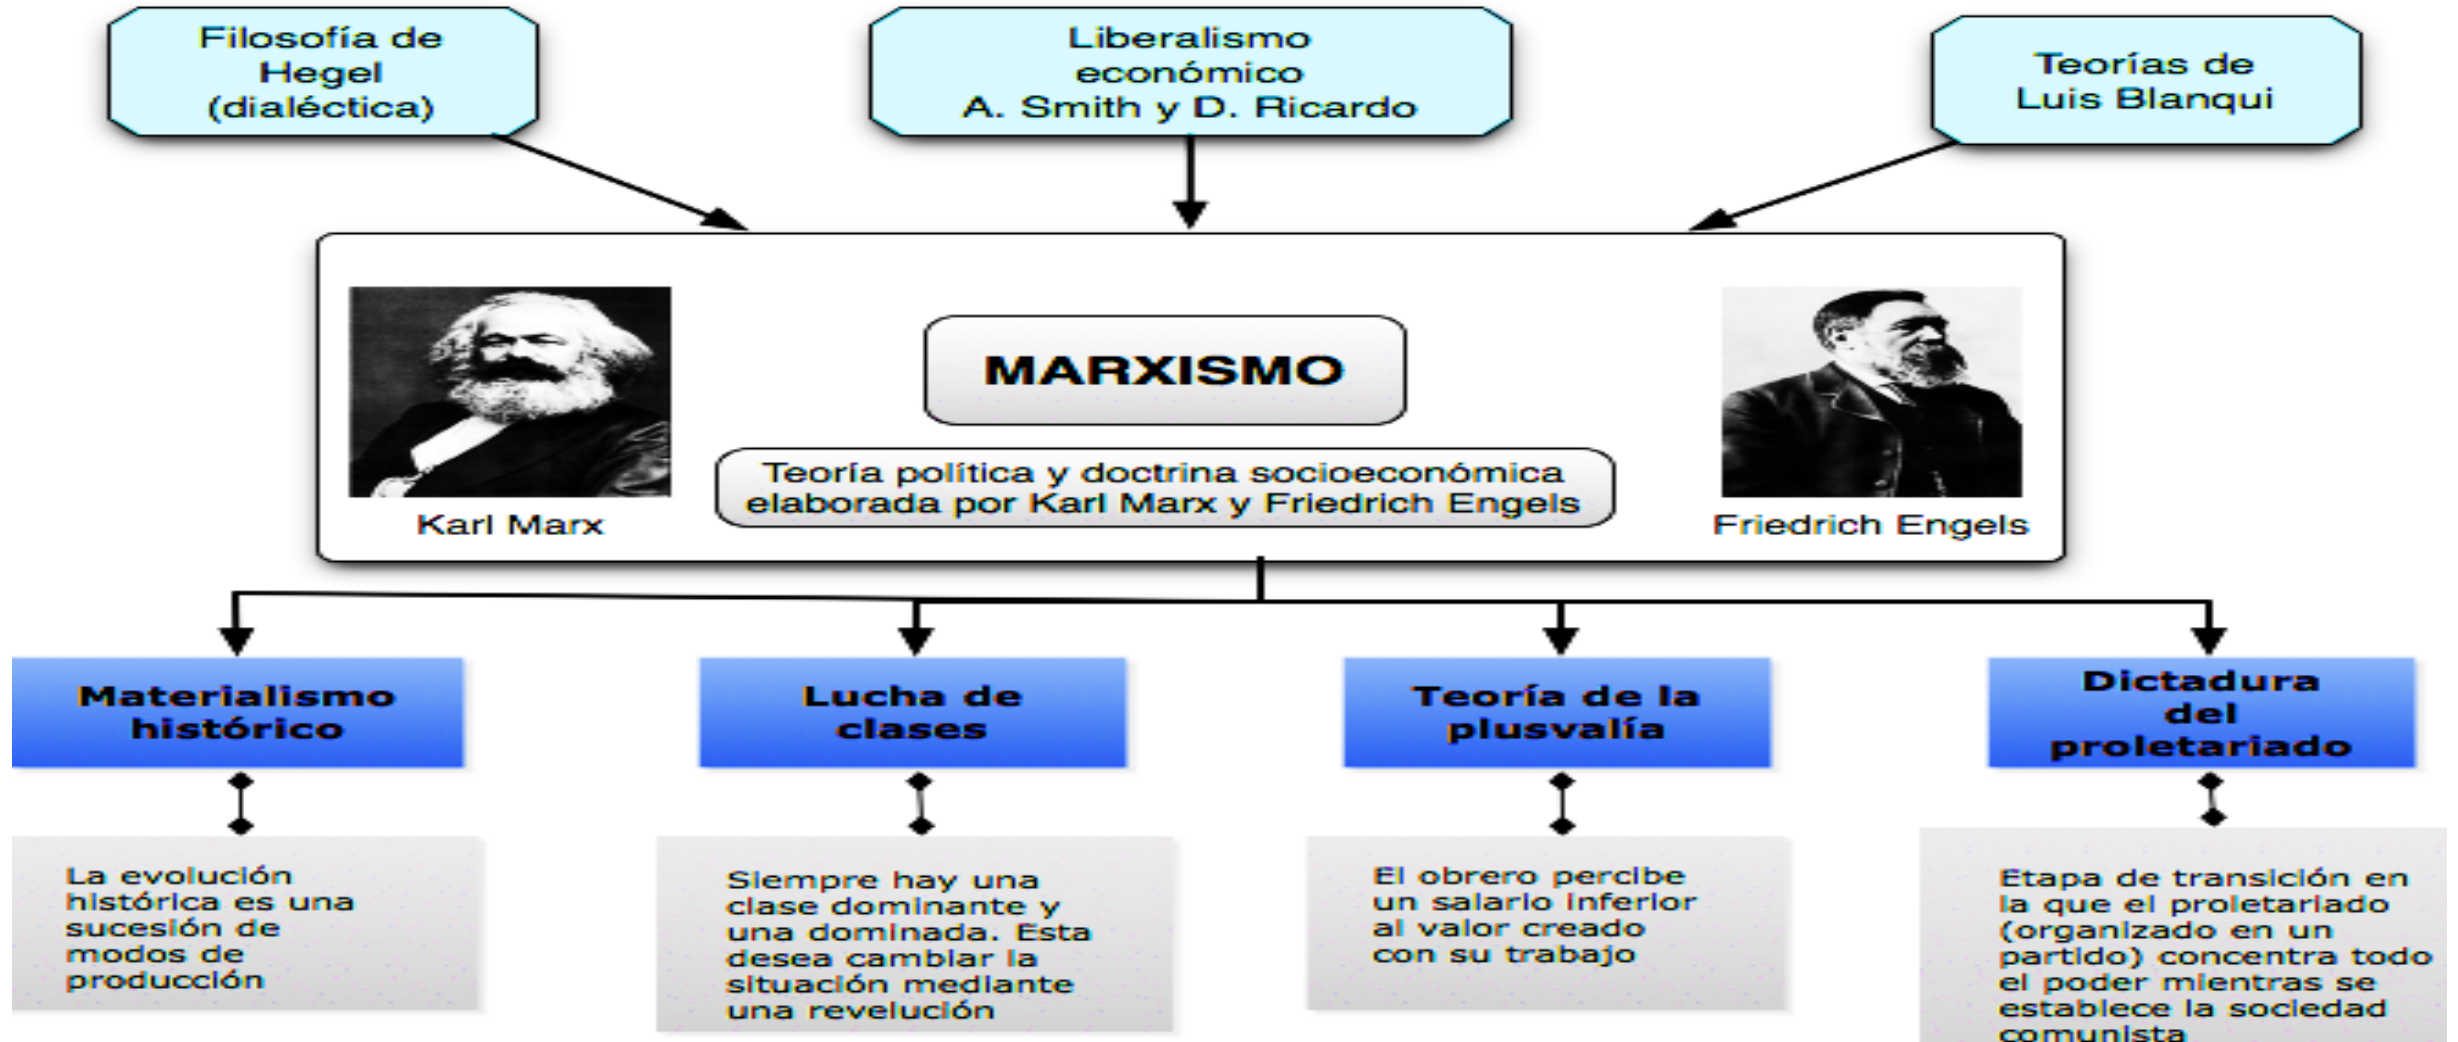 Filosofía de
Hegel
(dialéctica)
Liberalismo
económico
A. Smith y D. Ricardo
Teorías de
Luis Blanqui
MARXISMO
Teoría política y doctrina socioeconómica
elaborada por Karl Marx y Friedrich Engels
Karl Marx
Friedrich Engels
Materialismo
histórico
Lucha de
clases
Teoría de la
plusvalía
Dictadura
del
proletariado
La evolución
histórica es una
sucesión de
modos de
producción
Siempre hay una
clase dominante y
una dominada. Esta
desea cambiar la
situación mediante
una revelución
El obrero percibe
un salario inferior
al valor creado
con su trabajo
Etapa de transición en
la que el proletariado
(organizado en un
partido) concentra todo
el poder mientras se
establece la sociedad
comunista